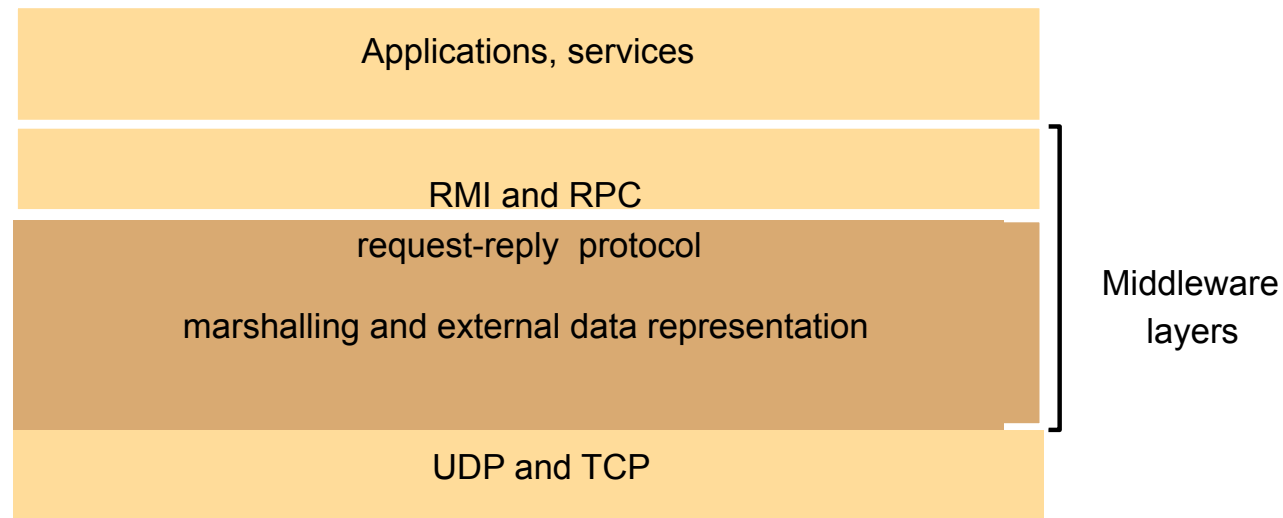 Applications, services
RMI and RPC
request-reply protocol
marshalling and external data representation
Middleware
layers
UDP and TCP